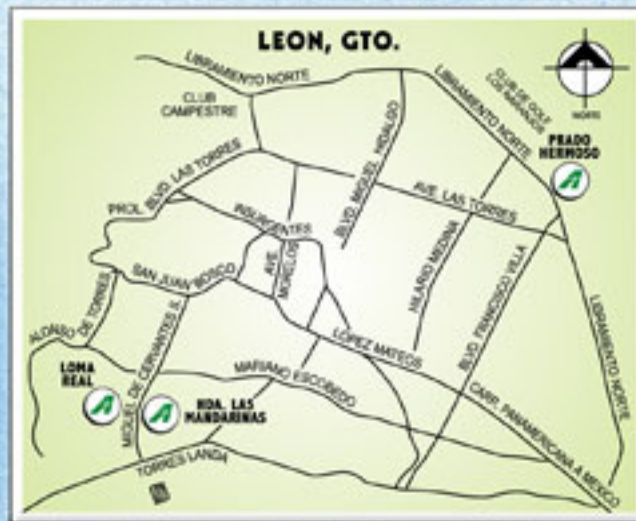 LEON, GTO.
LIBRAMIENTO NORTE
CLUB
CAMPESTRE
LIBRAMIENTO NORTE
CLUB DE GOLF
LOS NARANJOS
NORTE
PRADO
HERMOSO
BLVD. MIGUEL HIDALGO
PROL. BLVD. LAS TORRES
AVE. LAS TORRES
INSURGENTES
HILARIO MEDINA
AVE.
MORELOS
SAN JUAN BOSCO
BLVD. FRANCISCO VILLA
ALONSO DE TORRES
LIBRAMIENTO NORTE
LÓPEZ MATEOS
MIGUEL DE CERVANTES S.
MARIANO ESCOBEDO
LOMA
REAL
CARR. PANAMERICANA A MEXICO
HDA. LAS
MANDARINAS
TORRES LANDA